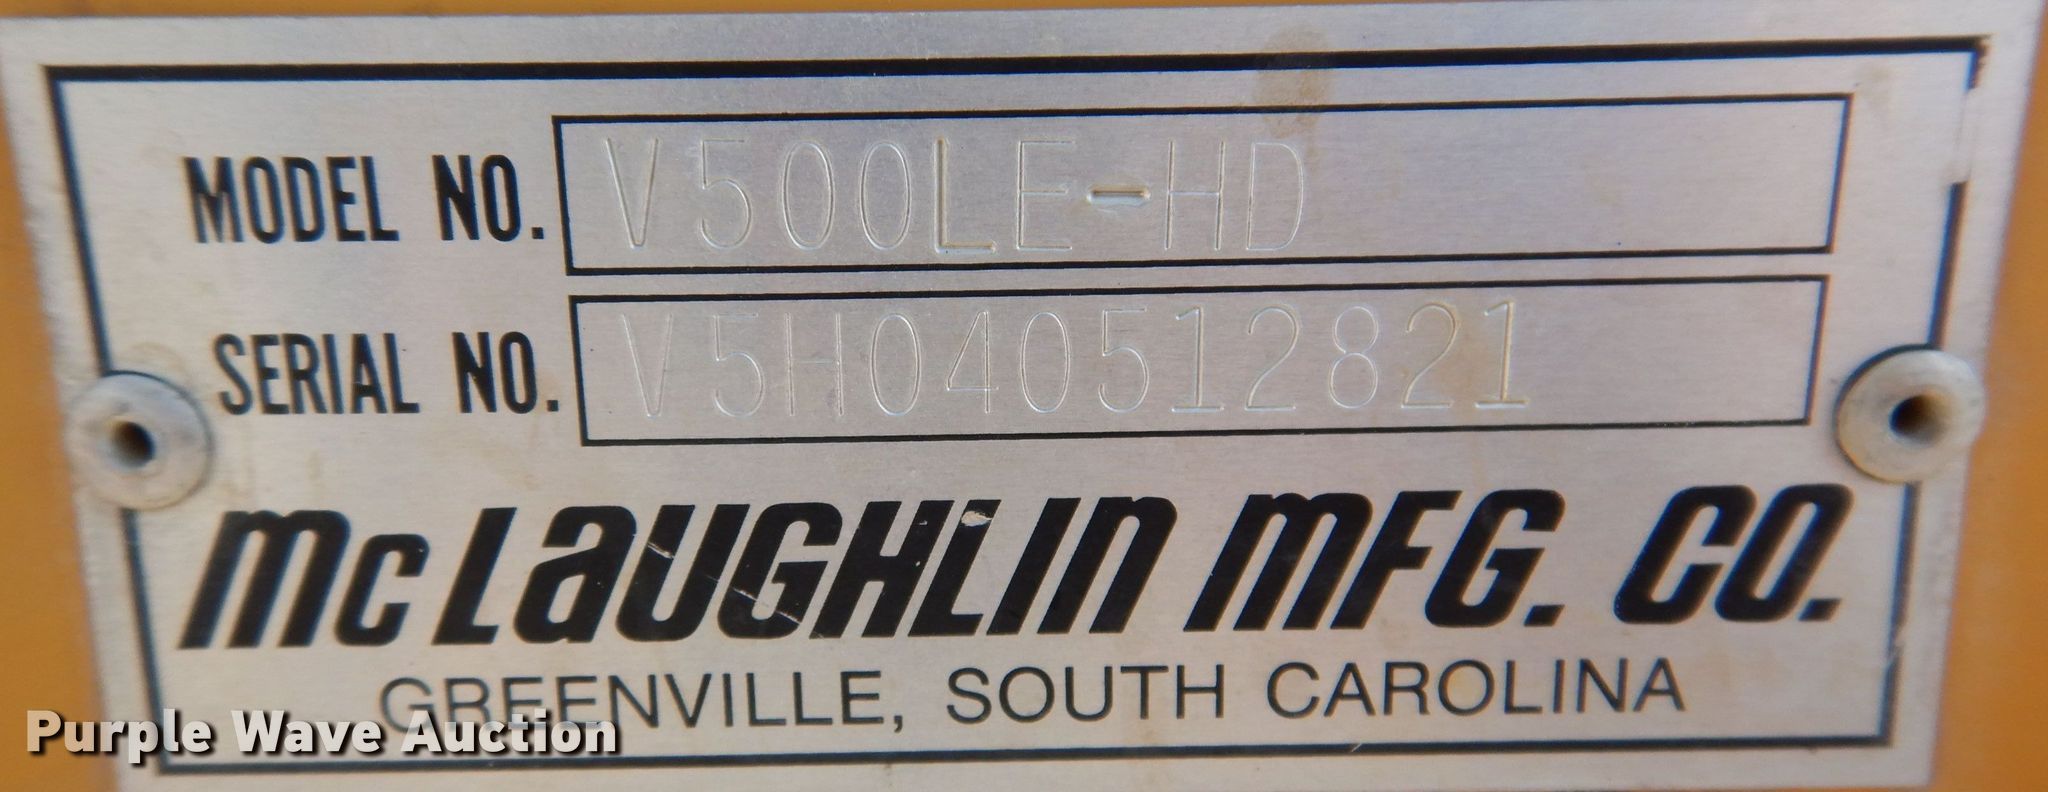 MODEL NO. V500LE-HD
SERIAL NO. V5H040512821
McLAUGHLIN MFG. CO.
GREENVILLE, SOUTH CAROLINA
Purple Wave Auction